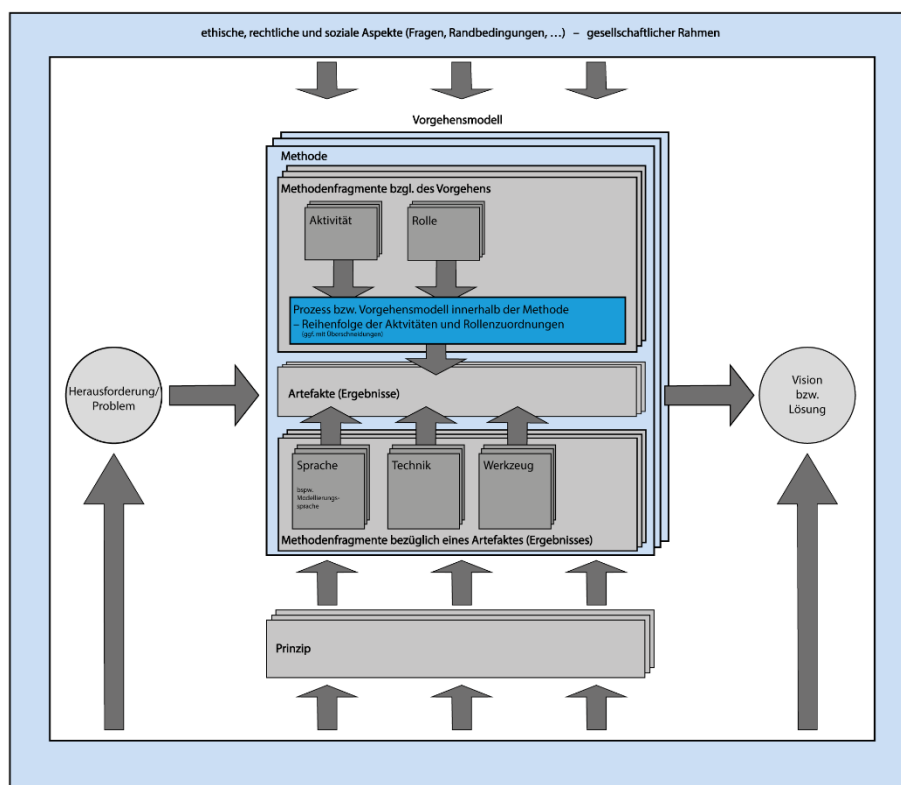 ethische, rechtliche und soziale Aspekte (Fragen, Randbedingungen, ...) – gesellschaftlicher Rahmen
Vorgehensmodell
Methode
Methodenfragmente bzgl. des Vorgehens
Aktivität
Rolle
Prozess bzw. Vorgehensmodell innerhalb der Methode
– Reihenfolge der Aktvitäten und Rollenzuordnungen
(ggf. mit Überschneidungen)
Herausforderung/
Problem
Artefakte (Ergebnisse)
Vision
bzw.
Lösung
Sprache
bspw.
Modellierungs-
sprache
Technik
Werkzeug
Methodenfragmente bezüglich eines Artefaktes (Ergebnisses)
Prinzip